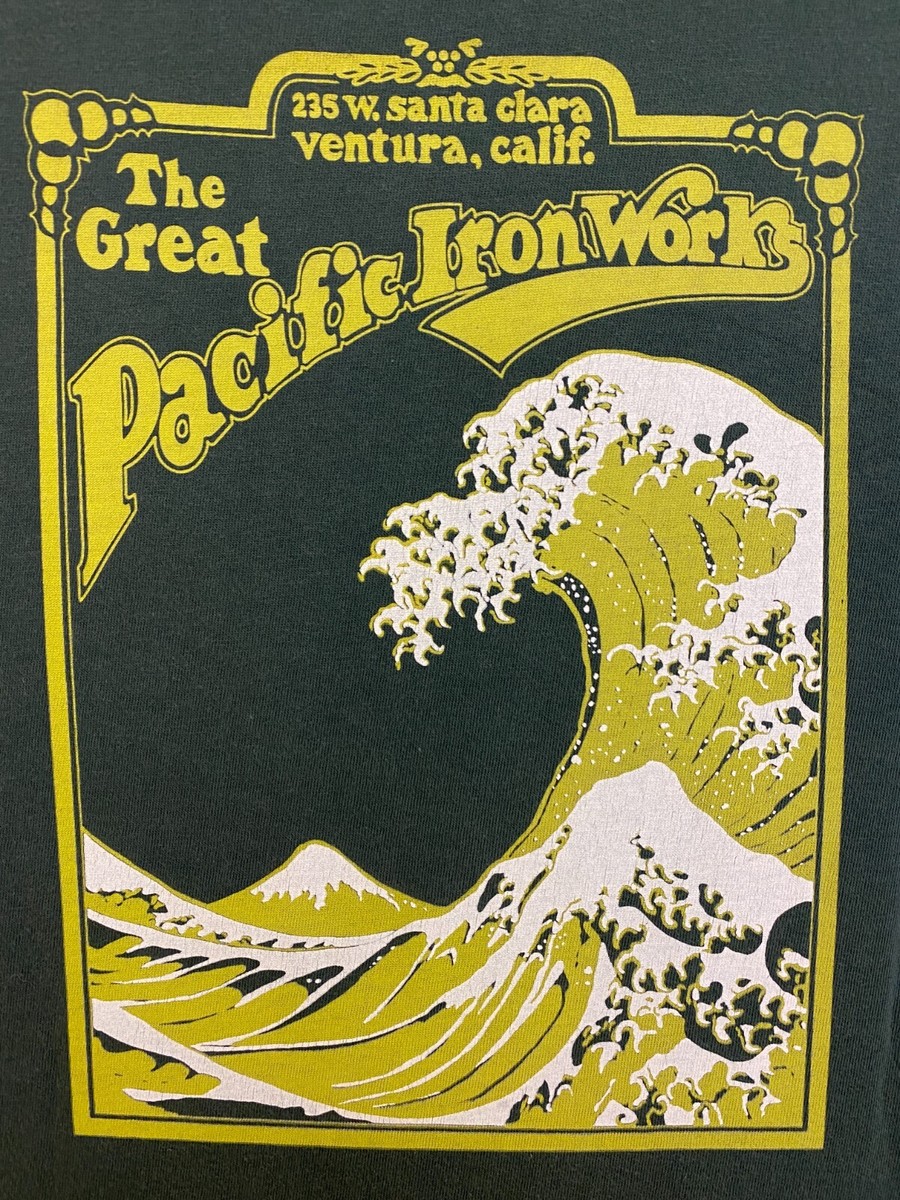 235 W. santa clara
ventura, calif.
The
Great
Pacific Iron Works